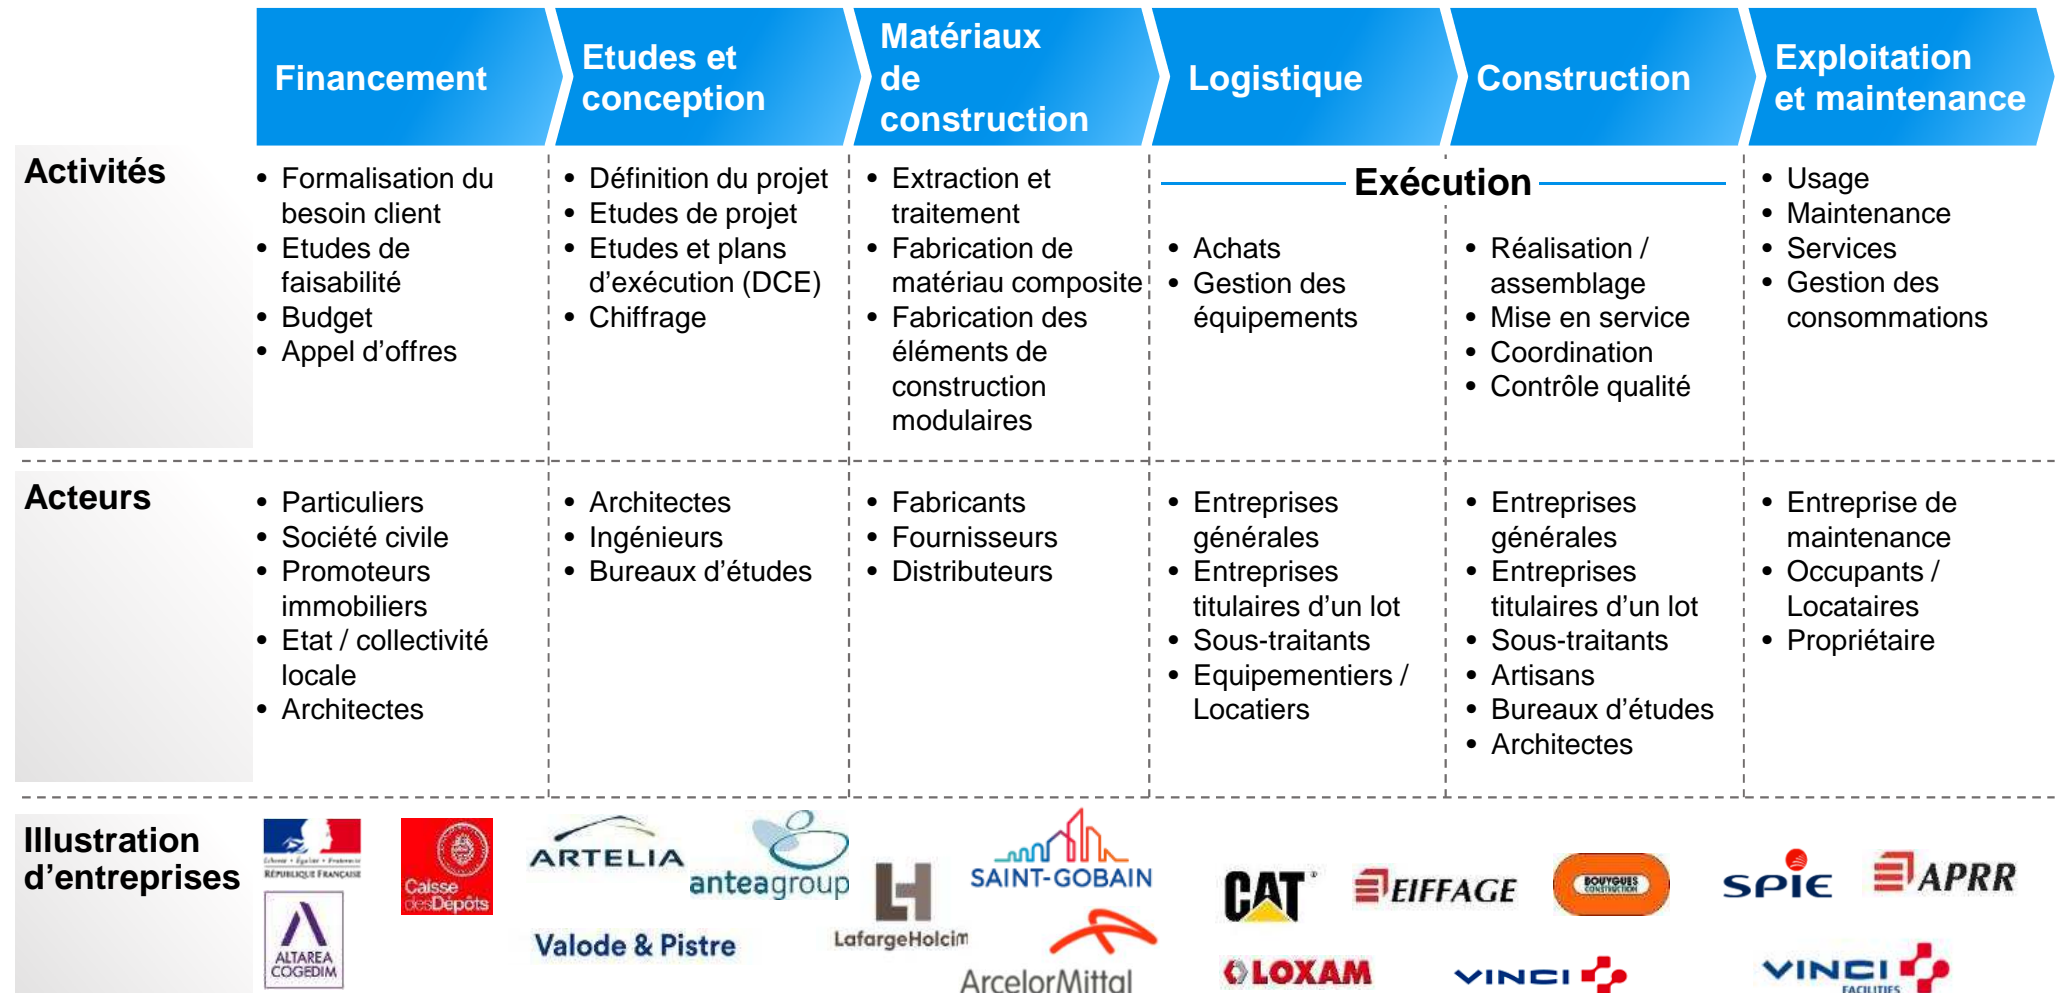 Financement
Etudes et
conception
Matériaux
de
construction
Logistique
Construction
Exploitation
et maintenance
Activités
• Formalisation du
besoin client
• Etudes de
faisabilité
• Budget
• Appel d’offres
• Définition du projet
• Etudes de projet
• Etudes et plans
d’exécution (DCE)
• Chiffrage
• Extraction et
traitement
• Fabrication de
matériau composite
• Fabrication des
éléments de
construction
modulaires
Exécution
• Achats
• Gestion des
équipements
• Réalisation /
assemblage
• Mise en service
• Coordination
• Contrôle qualité
• Usage
• Maintenance
• Services
• Gestion des
consommations
Acteurs
• Particuliers
• Société civile
• Promoteurs
immobiliers
• Etat / collectivité
locale
• Architectes
• Architectes
• Ingénieurs
• Bureaux d’études
• Fabricants
• Fournisseurs
• Distributeurs
• Entreprises
générales
• Entreprises
titulaires d’un lot
• Sous-traitants
• Equipementiers /
Locatiers
• Entreprises
générales
• Entreprises
titulaires d’un lot
• Sous-traitants
• Artisans
• Bureaux d’études
• Architectes
• Entreprise de
maintenance
• Occupants /
Locataires
• Propriétaire
Illustration
d’entreprises
Liberté • Égalité • Fraternité
RÉPUBLIQUE FRANÇAISE
Caisse
desDépôts
ALTAREA
COGEDIM
ARTELIA
anteagroup
Valode & Pistre
LafargeHolcim
SAINT-GOBAIN
ArcelorMittal
CAT
EIFFAGE
LOXAM
BOUYGUES
CONSTRUCTION
VINCI
SPIE
APRR
VINCI
FACILITIES